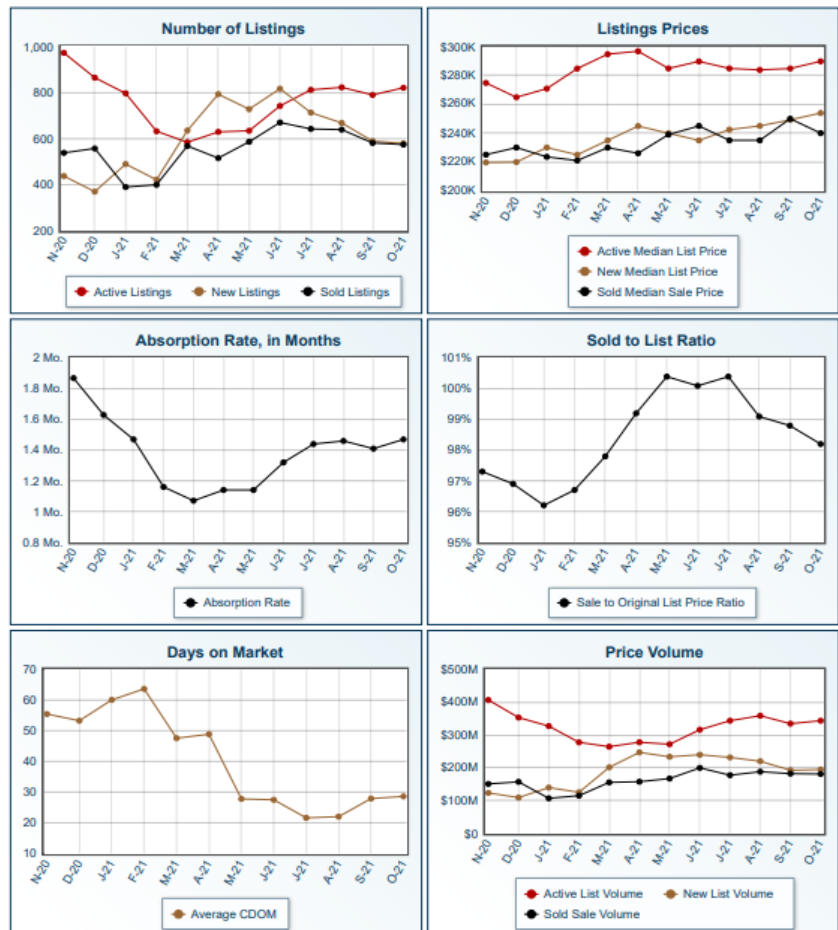 Number of Listings
1,000
800
600
400
200
N-20 D-20 J-21 F-21 M-21 A-21 M-21 J-21 J-21 A-21 S-21 O-21
Active Listings New Listings Sold Listings
Listings Prices
$300K
$280K
$260K
$240K
$220K
$200K
N-20 D-20 J-21 F-21 M-21 A-21 M-21 J-21 J-21 A-21 S-21 O-21
Active Median List Price
New Median List Price
Sold Median Sale Price
Absorption Rate, in Months
2 Mo.
1.8 Mo.
1.6 Mo.
1.4 Mo.
1.2 Mo.
1 Mo.
0.8 Mo.
N-20 D-20 J-21 F-21 M-21 A-21 M-21 J-21 J-21 A-21 S-21 O-21
Absorption Rate
Sold to List Ratio
101%
100%
99%
98%
97%
96%
95%
N-20 D-20 J-21 F-21 M-21 A-21 M-21 J-21 J-21 A-21 S-21 O-21
Sale to Original List Price Ratio
Days on Market
70
60
50
40
30
20
10
N-20 D-20 J-21 F-21 M-21 A-21 M-21 J-21 J-21 A-21 S-21 O-21
Average CDOM
Price Volume
$500M
$400M
$300M
$200M
$100M
$0
N-20 D-20 J-21 F-21 M-21 A-21 M-21 J-21 J-21 A-21 S-21 O-21
Active List Volume New List Volume
Sold Sale Volume